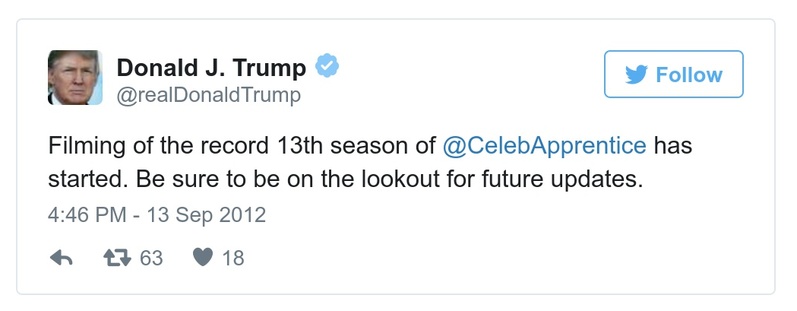 Donald J. Trump
@realDonaldTrump
Follow
Filming of the record 13th season of @CelebApprentice has
started. Be sure to be on the lookout for future updates.
4:46 PM - 13 Sep 2012
63 18